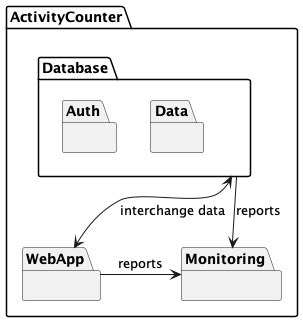 ActivityCounter
Database
Auth
Data
interchange data
reports
WebApp
reports
Monitoring